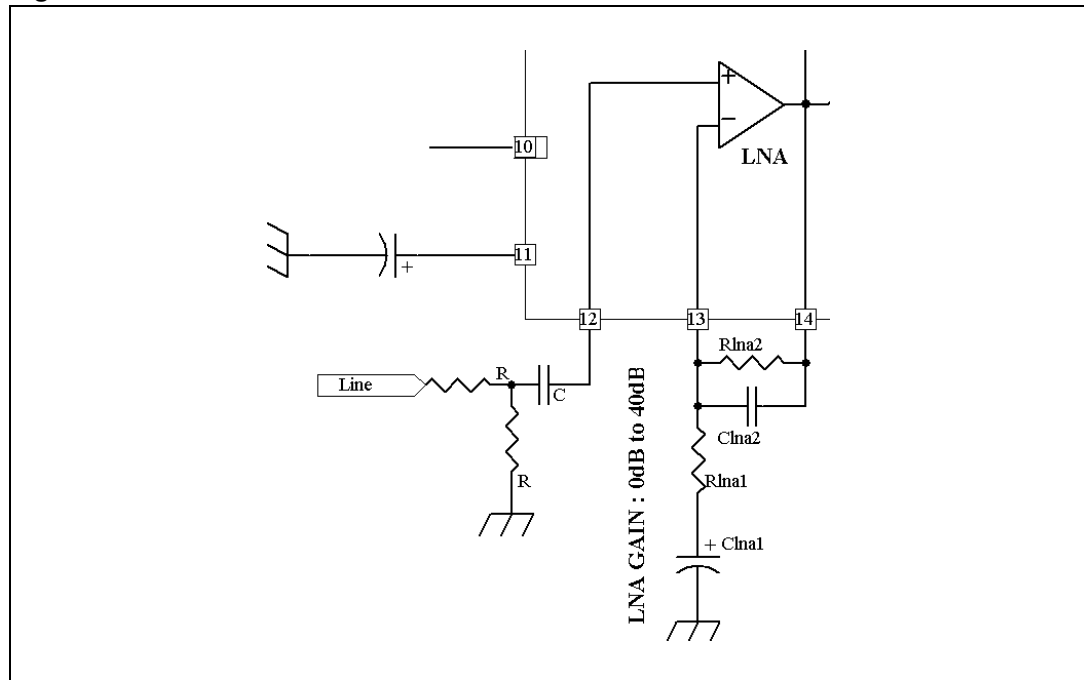 +
−
LNA
10
11
+
12
13
14
Rlna2
Line
R
C
Clna2
R
Rlna1
+ Clna1
LNA GAIN : 0dB to 40dB